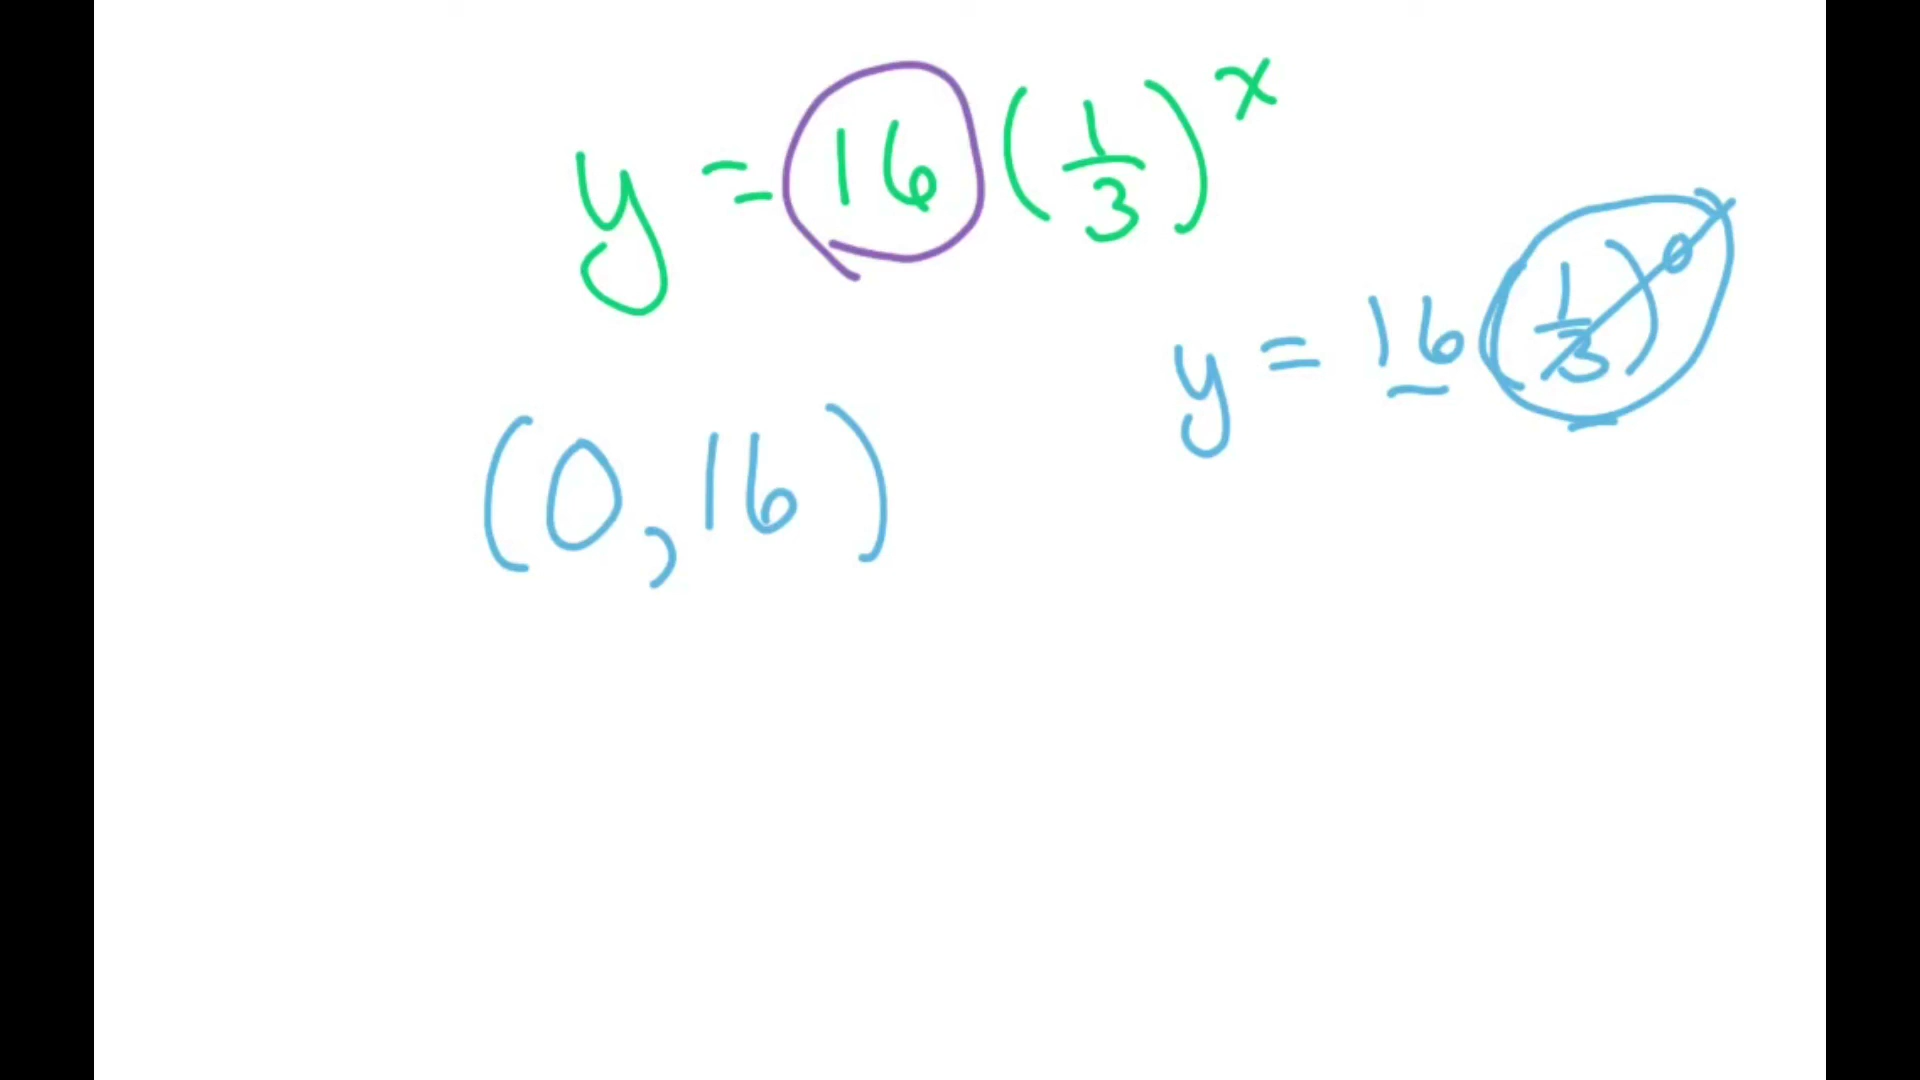 y = 16 (1/3)^x
y = 16 (1/3)^0
(0, 16)